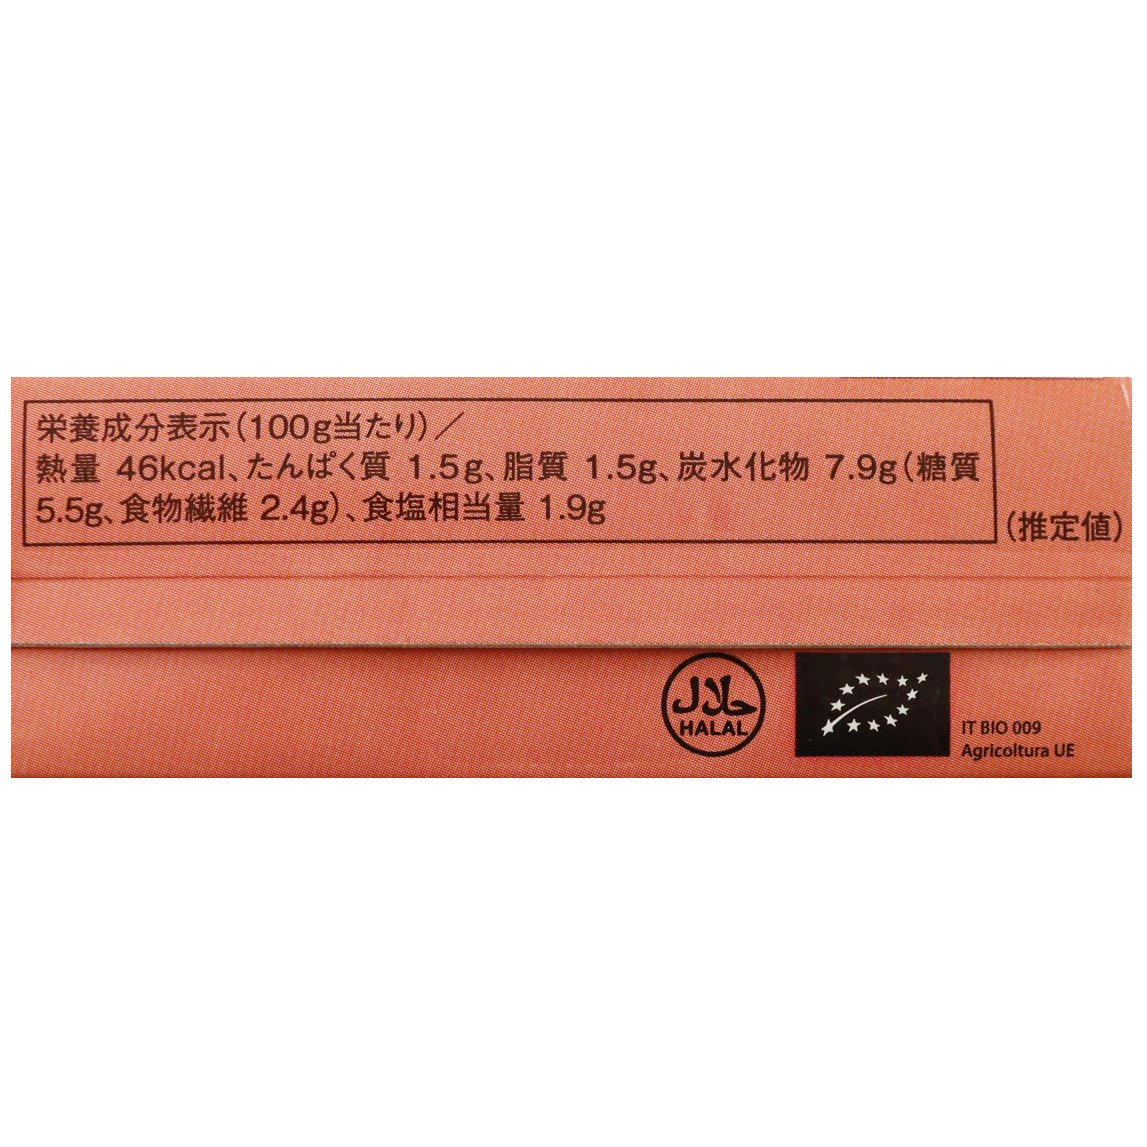 栄養成分表示(100g当たり)／
熱量 46kcal、たんぱく質 1.5g、脂質 1.5g、炭水化物 7.9g(糖質
5.5g、食物繊維 2.4g)、食塩相当量 1.9g
(推定値)
حلال
HALAL
IT BIO 009
Agricoltura UE